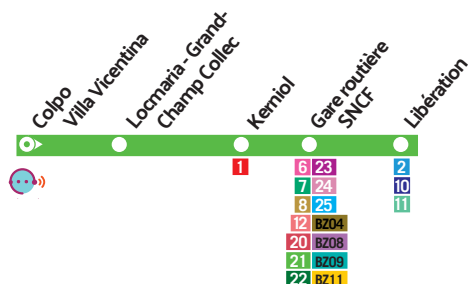 Colpo
Villa Vicentina
Locmaria - Grand-
Champ Collec
Kerniol
Gare routière
SNCF
Libération
1
6 23
7 24
8 25
12 BZ04
20 BZ08
21 BZ09
22 BZ11
2
10
11